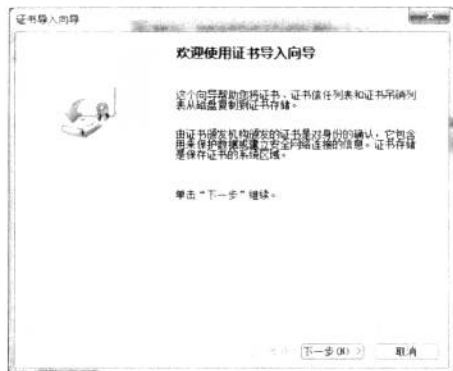 证书导入向导
欢迎使用证书导入向导
这个向导帮助您将证书、证书信任列表和证书吊销列
表从磁盘复制到证书存储。
由证书颁发机构颁发的证书是对身份的确认，它包含
用来保护数据或建立安全网络连接的信息。证书存储
是保存证书的系统区域。
单击“下一步”继续。
下一步(N) >
取消